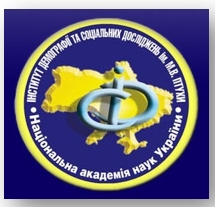 ІНСТИТУТ ДЕМОГРАФІЇ ТА СОЦІАЛЬНИХ ДОСЛІДЖЕНЬ ім. М.В. ПТУХИ
Національна академія наук України